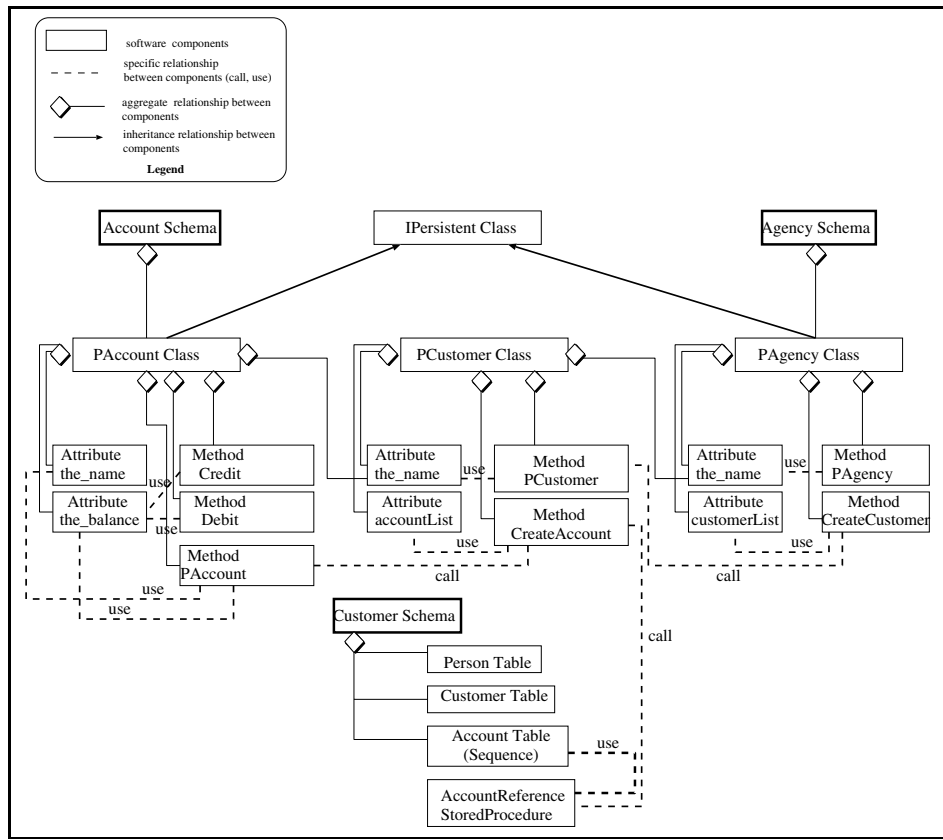 software components
specific relationship
between components (call, use)
aggregate relationship between
components
inheritance relationship between
components
Legend
Account Schema
IPersistent Class
Agency Schema
PAccount Class
PCustomer Class
PAgency Class
Attribute
the_name
Method
Credit
Attribute
the_name
use
Method
PCustomer
Attribute
the_name
use
Method
PAgency
use
Attribute
the_balance
use
Method
Debit
Attribute
accountList
Method
CreateAccount
Attribute
customerList
Method
CreateCustomer
use
use
Method
PAccount
call
call
use
use
Customer Schema
call
Person Table
Customer Table
Account Table
(Sequence)
use
AccountReference
StoredProcedure